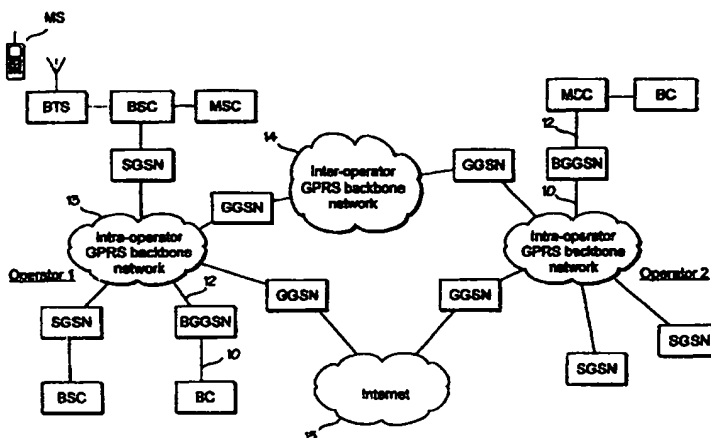 MS
BTS
BSC
MSC
SGSN
14
Inter-operator
GPRS backbone
network
GGSN
GGSN
MSC
BC
12
BGGSN
10
13
Intra-operator
GPRS backbone
network
Operator 1
Intra-operator
GPRS backbone
network
Operator 2
12
SGSN
BGGSN
GGSN
GGSN
10
BSC
BC
Internet
15
SGSN
SGSN